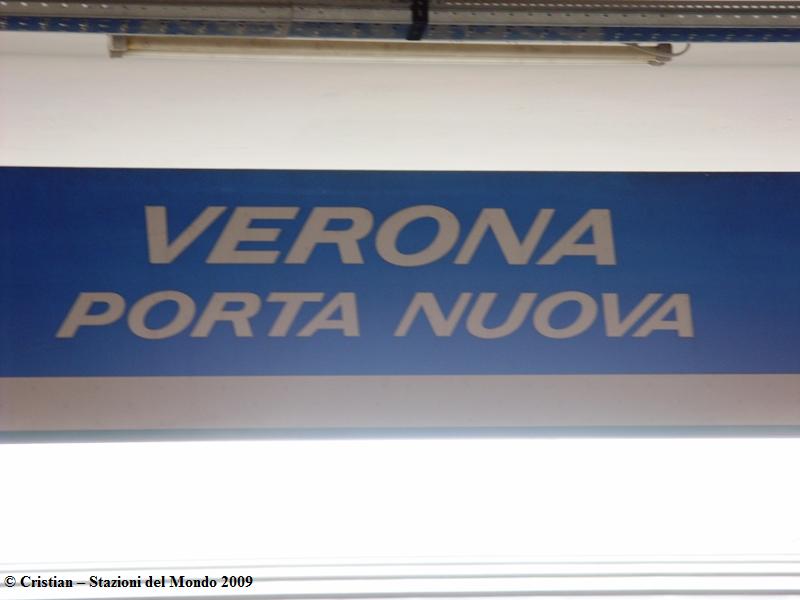 VERONA
PORTA NUOVA
© Cristian – Stazioni del Mondo 2009